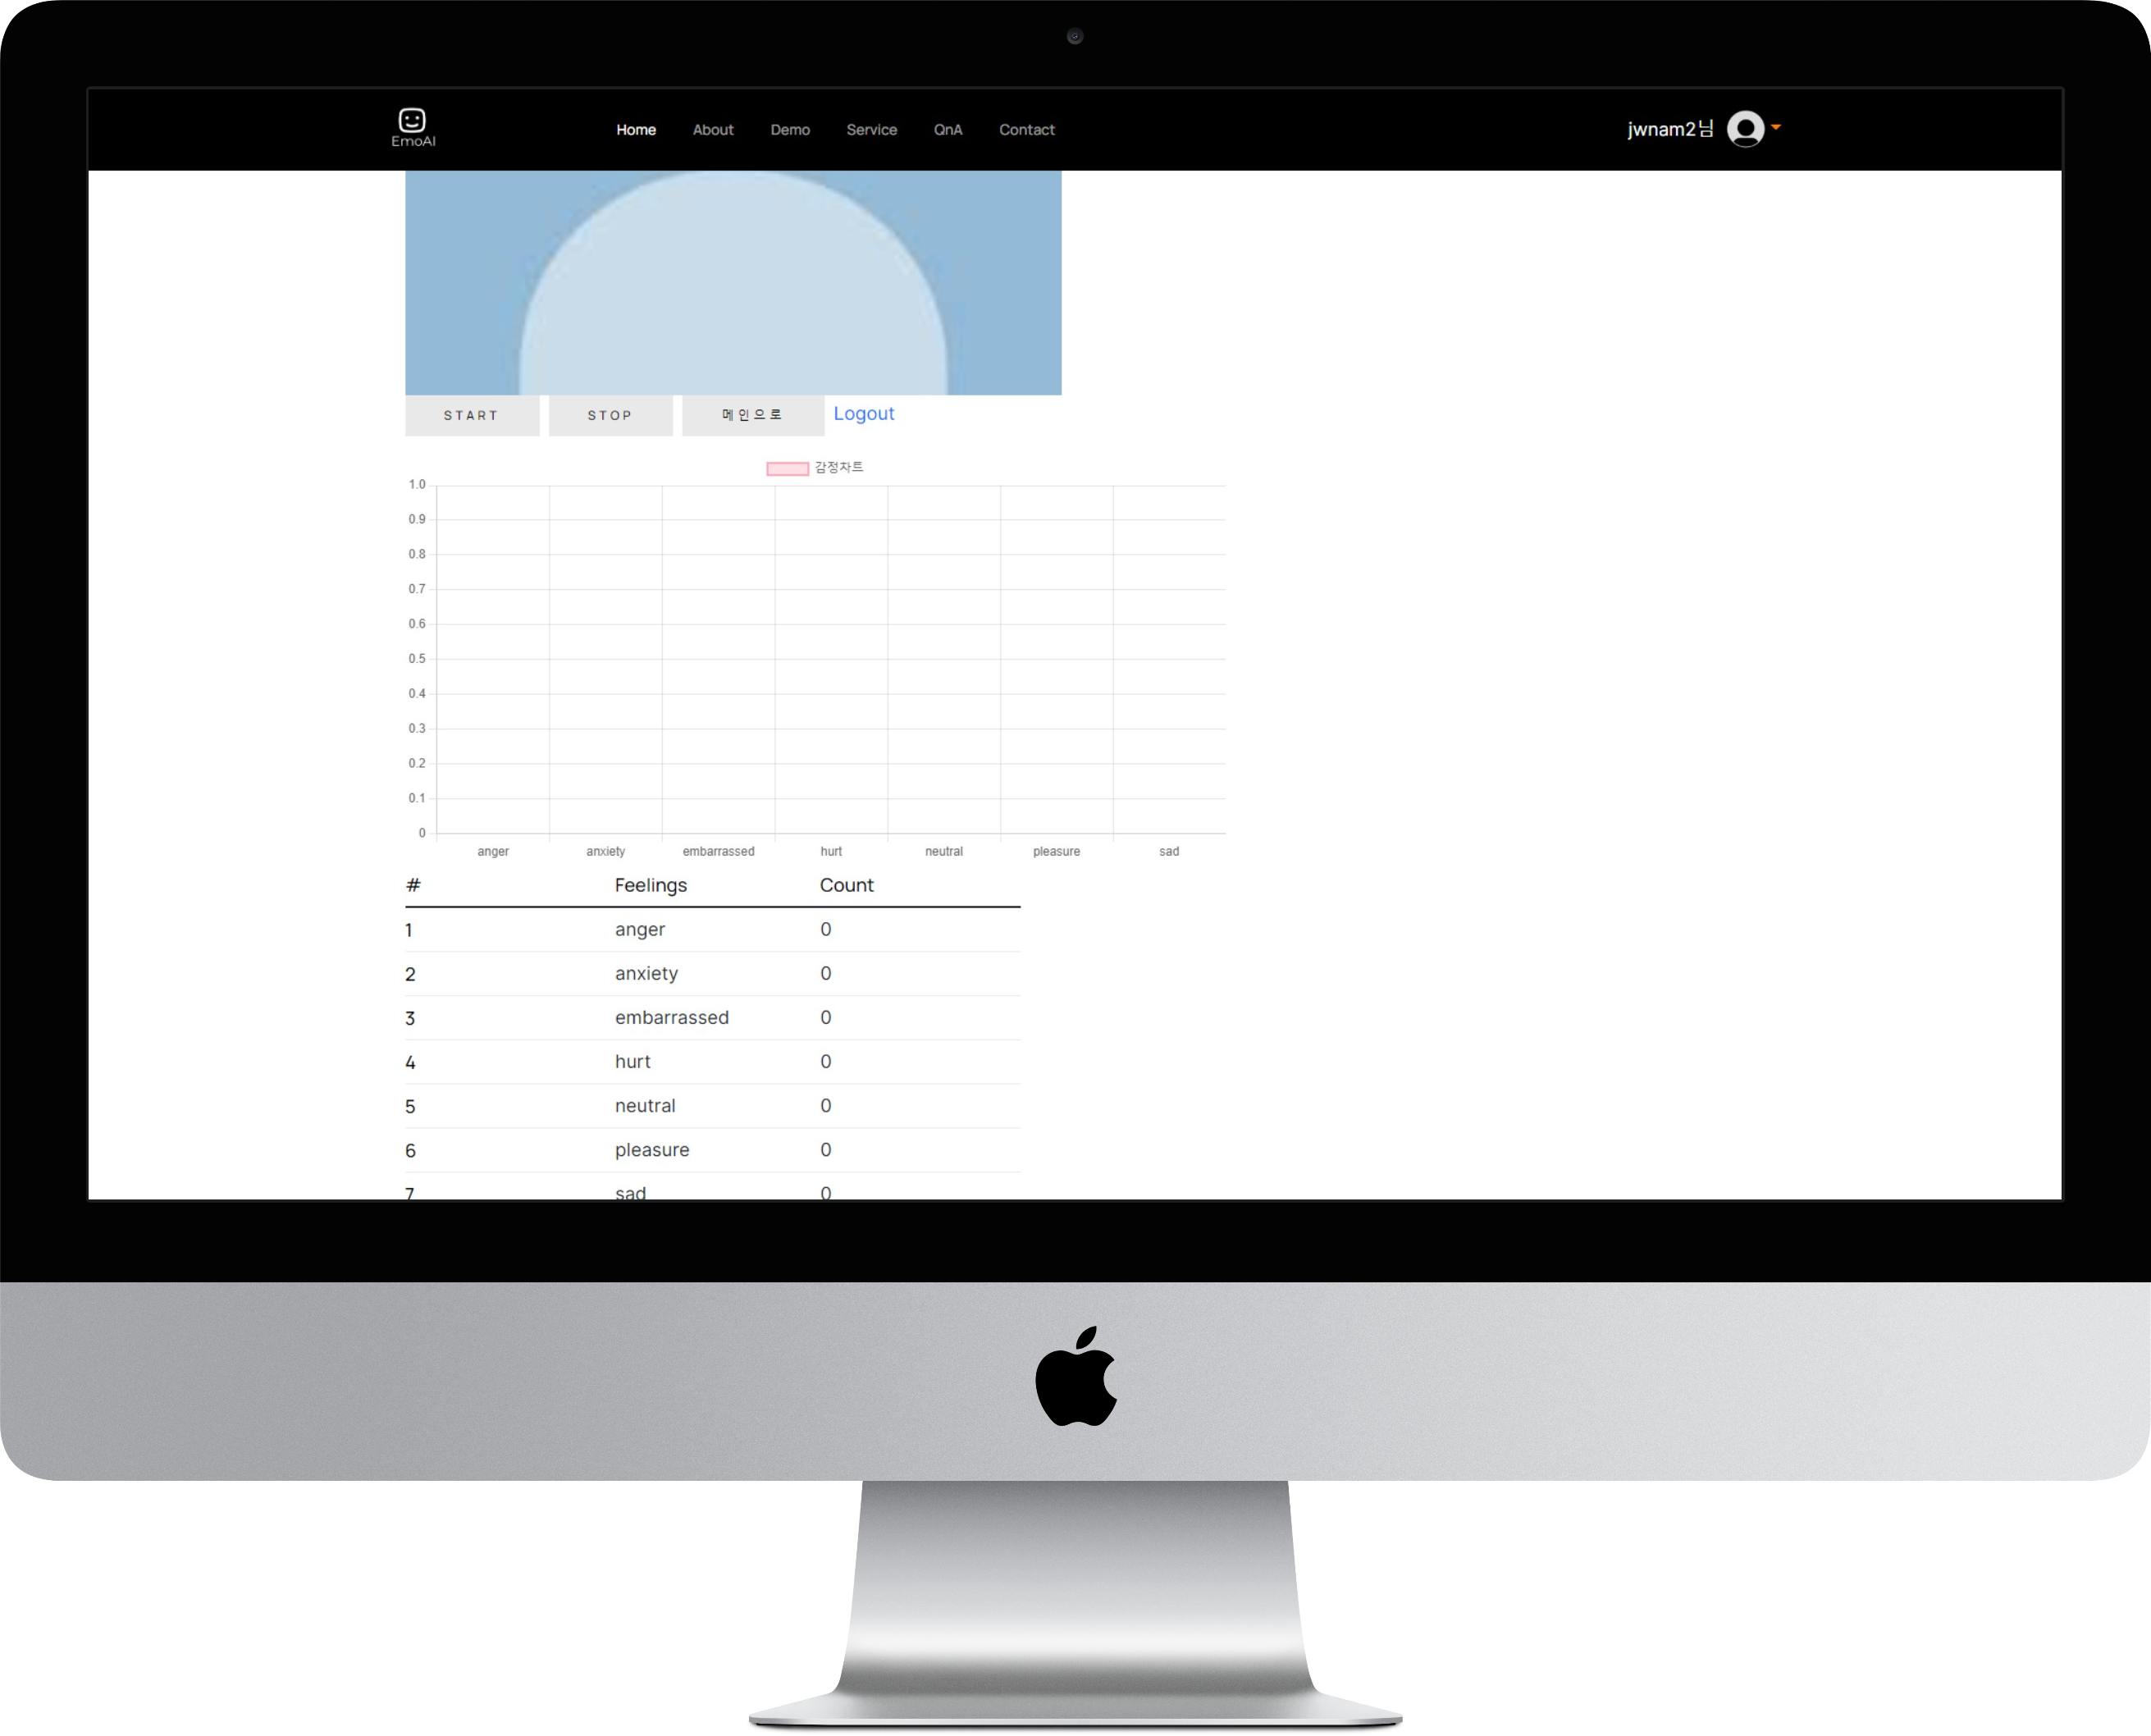 EmoAI
Home About Demo Service QnA Contact
jwnam2님
START STOP 메인으로 Logout
감정차트
1.0
0.9
0.8
0.7
0.6
0.5
0.4
0.3
0.2
0.1
0
anger anxiety embarrassed hurt neutral pleasure sad
# Feelings Count
1 anger 0
2 anxiety 0
3 embarrassed 0
4 hurt 0
5 neutral 0
6 pleasure 0
7 sad 0